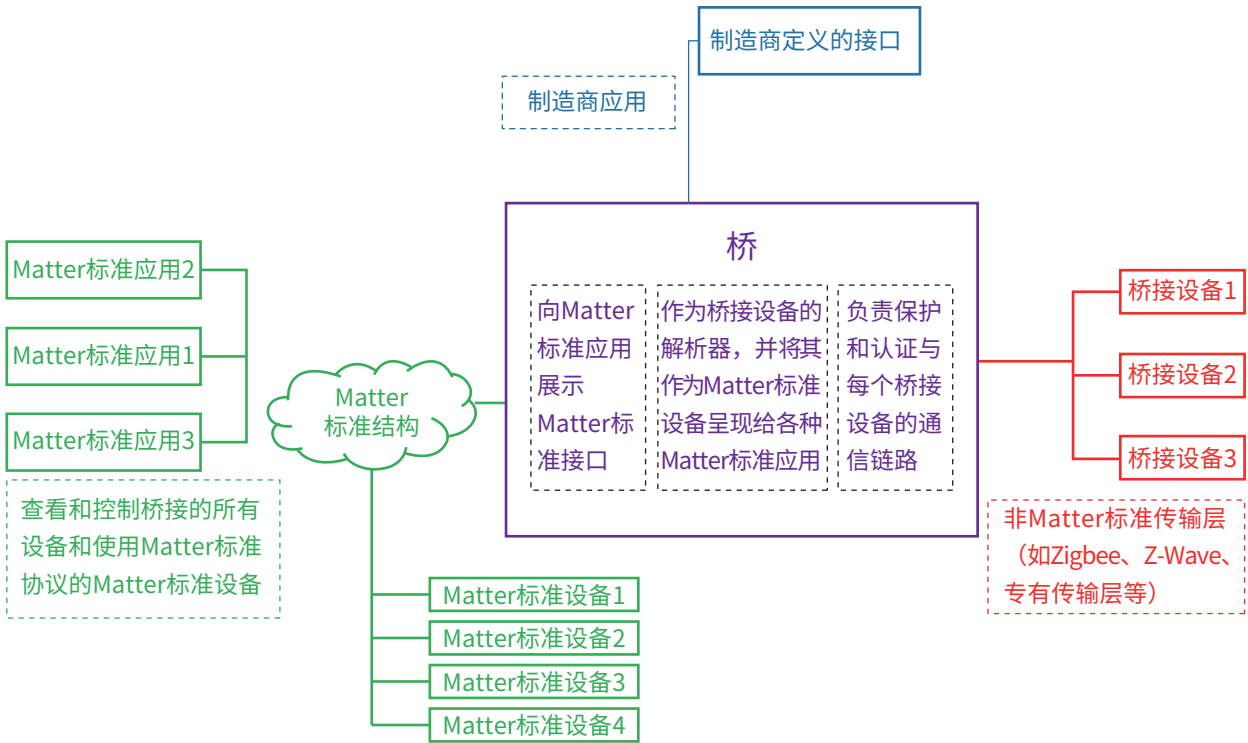 制造商定义的接口
制造商应用
桥
向Matter
标准应用
展示
Matter标
准接口
作为桥接设备的
解析器，并将其
作为Matter标准
设备呈现给各种
Matter标准应用
负责保护
和认证与
每个桥接
设备的通
信链路
Matter标准应用2
Matter标准应用1
Matter标准应用3
查看和控制桥接的所有
设备和使用Matter标准
协议的Matter标准设备
Matter
标准结构
Matter标准设备1
Matter标准设备2
Matter标准设备3
Matter标准设备4
桥接设备1
桥接设备2
桥接设备3
非Matter标准传输层
（如Zigbee、Z-Wave、
专有传输层等）